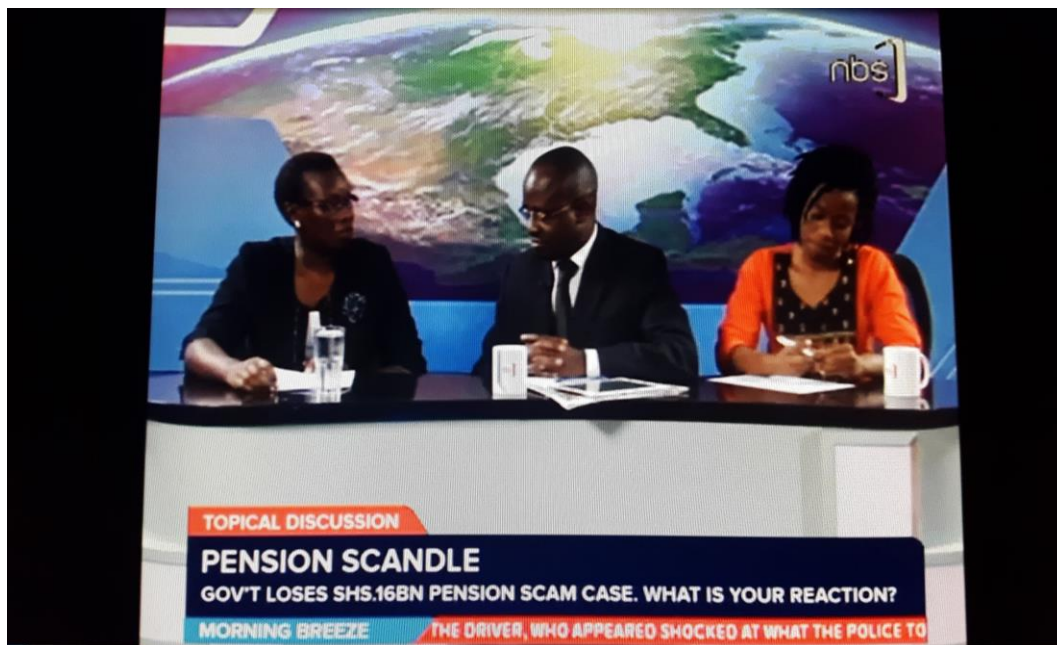 nbs
TOPICAL DISCUSSION
PENSION SCANDLE
GOV'T LOSES SHS.16BN PENSION SCAM CASE. WHAT IS YOUR REACTION?
MORNING BREEZE
THE DRIVER, WHO APPEARED SHOCKED AT WHAT THE POLICE TO